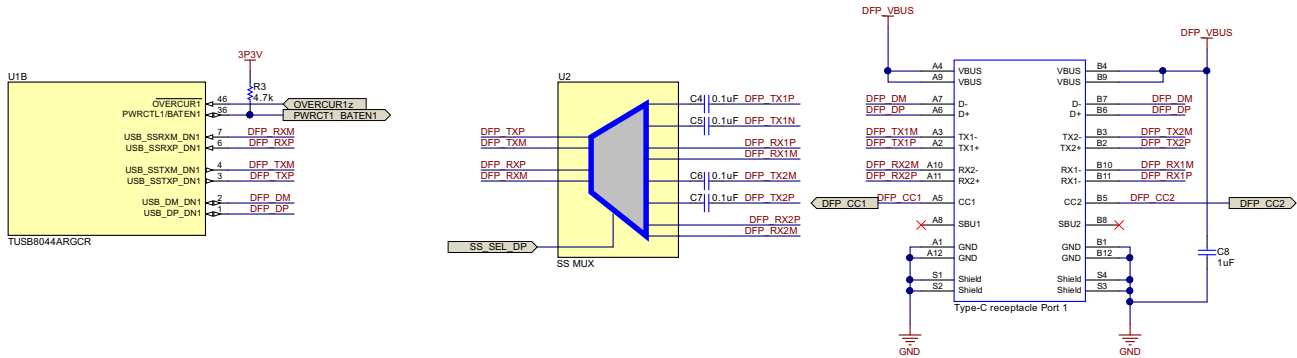 U1B
3P3V
R3
4.7k
OVERCUR1
46
OVERCUR1z
PWRCTL1/BATEN1
36
PWRCT1_BATEN1
USB_SSRXM_DN1
7
DFP_RXM
USB_SSRXP_DN1
6
DFP_RXP
USB_SSTXM_DN1
4
DFP_TXM
USB_SSTXP_DN1
3
DFP_TXP
USB_DM_DN1
2
DFP_DM
USB_DP_DN1
1
DFP_DP
TUSB8044ARGCR
U2
C4
0.1uF
DFP_TX1P
C5
0.1uF
DFP_TX1N
DFP_TXP
DFP_TXM
DFP_RX1P
DFP_RX1M
DFP_RXP
DFP_RXM
C6
0.1uF
DFP_TX2M
C7
0.1uF
DFP_TX2P
DFP_RX2P
DFP_RX2M
SS_SEL_DP
SS MUX
DFP_VBUS
DFP_VBUS
A4
VBUS
VBUS
B4
A9
VBUS
VBUS
B9
DFP_DM
A7
D-
D-
B7
DFP_DM
DFP_DP
A6
D+
D+
B6
DFP_DP
DFP_TX1M
A3
TX1-
TX2-
B3
DFP_TX2M
DFP_TX1P
A2
TX1+
TX2+
B2
DFP_TX2P
DFP_RX2M
A10
RX2-
RX1-
B10
DFP_RX1M
DFP_RX2P
A11
RX2+
RX1-
B11
DFP_RX1P
DFP_CC1
DFP_CC1
A5
CC1
CC2
B5
DFP_CC2
DFP_CC2
A8
SBU1
SBU2
B8
A1
GND
GND
B1
A12
GND
GND
B12
C8
1uF
S1
Shield
Shield
S4
S2
Shield
Shield
S3
Type-C receptacle Port 1
GND
GND